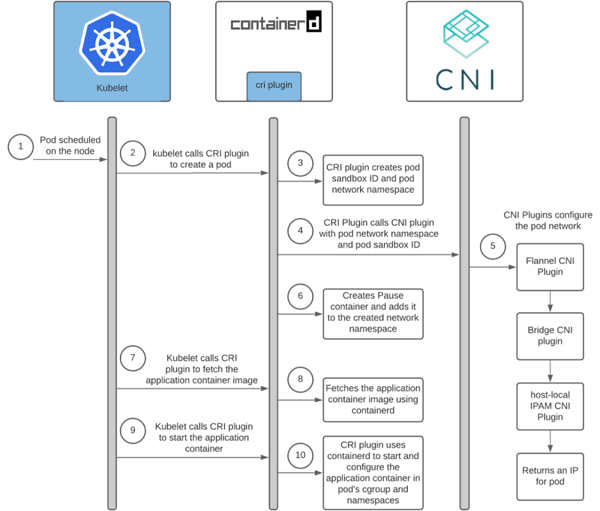 Kubelet
containerd
cri plugin
CNI
1
Pod scheduled
on the node
2
kubelet calls CRI plugin
to create a pod
3
CRI plugin creates pod
sandbox ID and pod
network namespace
4
CRI Plugin calls CNI plugin
with pod network namespace
and pod sandbox ID
CNI Plugins configure
the pod network
5
Flannel CNI
Plugin
Bridge CNI
plugin
host-local
IPAM CNI
Plugin
Returns an IP
for pod
6
Creates Pause
container and adds it
to the created network
namespace
7
Kubelet calls CRI
plugin to fetch the
application container image
8
Fetches the application
container image using
containerd
9
Kubelet calls CRI plugin
to start the application
container
10
CRI plugin uses
containerd to start and
configure the
application container in
pod's cgroup and
namespaces